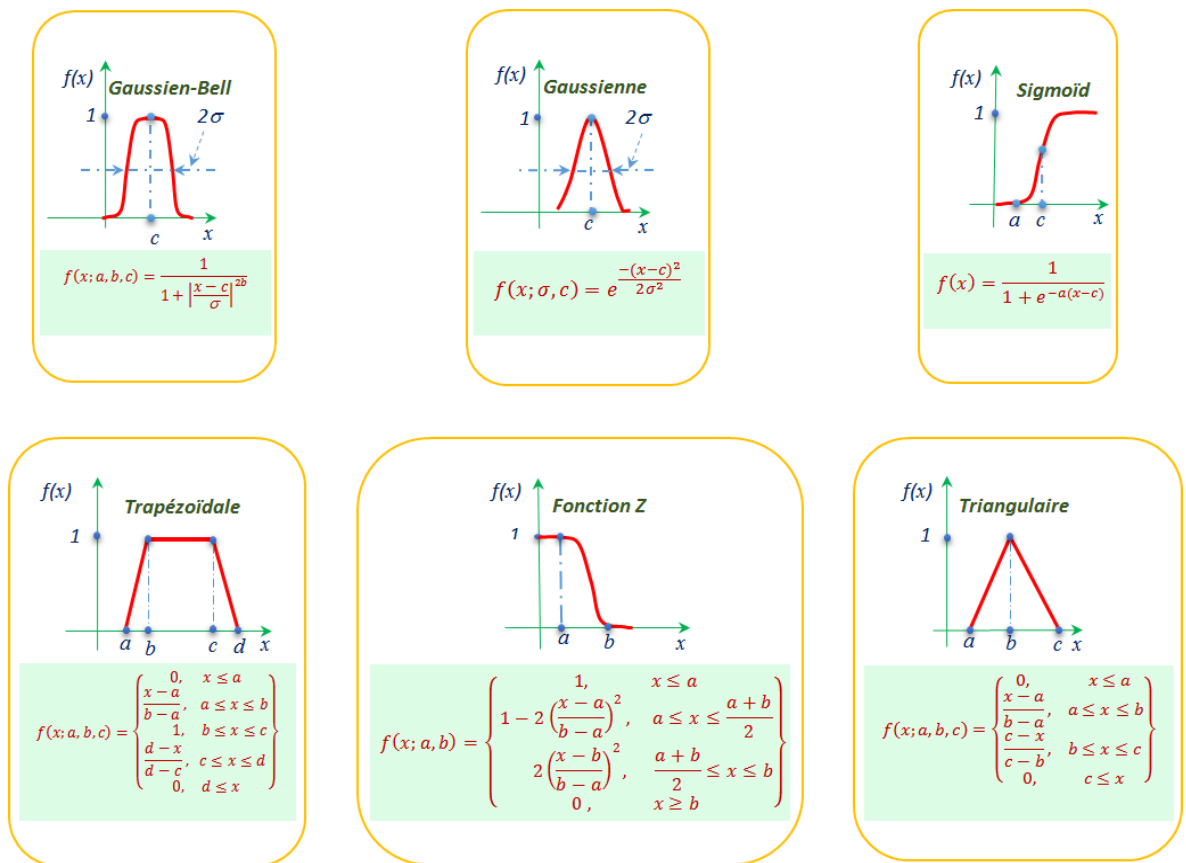 f(x)
Gaussien-Bell
1
2σ
c
x
f(x; a, b, c) = 1 / (1 + |(x − c)/σ|^{2b})
f(x)
Gaussienne
1
2σ
c
x
f(x; σ, c) = e^{−(x−c)²/2σ²}
f(x)
Sigmoïd
1
a
c
x
f(x) = 1 / (1 + e^{−a(x−c)})
f(x)
Trapézoïdale
1
a
b
c
d
x
f(x; a, b, c) = {
0, x ≤ a
(x − a)/(b − a), a ≤ x ≤ b
1, b ≤ x ≤ c
(d − x)/(d − c), c ≤ x ≤ d
0, d ≤ x
}
f(x)
Fonction Z
1
a
b
x
f(x; a, b) = {
1, x ≤ a
1 − 2((x − a)/(b − a))², a ≤ x ≤ (a + b)/2
2((x − b)/(b − a))², (a + b)/2 ≤ x ≤ b
0 , x ≥ b
}
f(x)
Triangulaire
1
a
b
c
x
f(x; a, b, c) = {
0, x ≤ a
(x − a)/(b − a), a ≤ x ≤ b
(c − x)/(c − b), b ≤ x ≤ c
0, c ≤ x
}